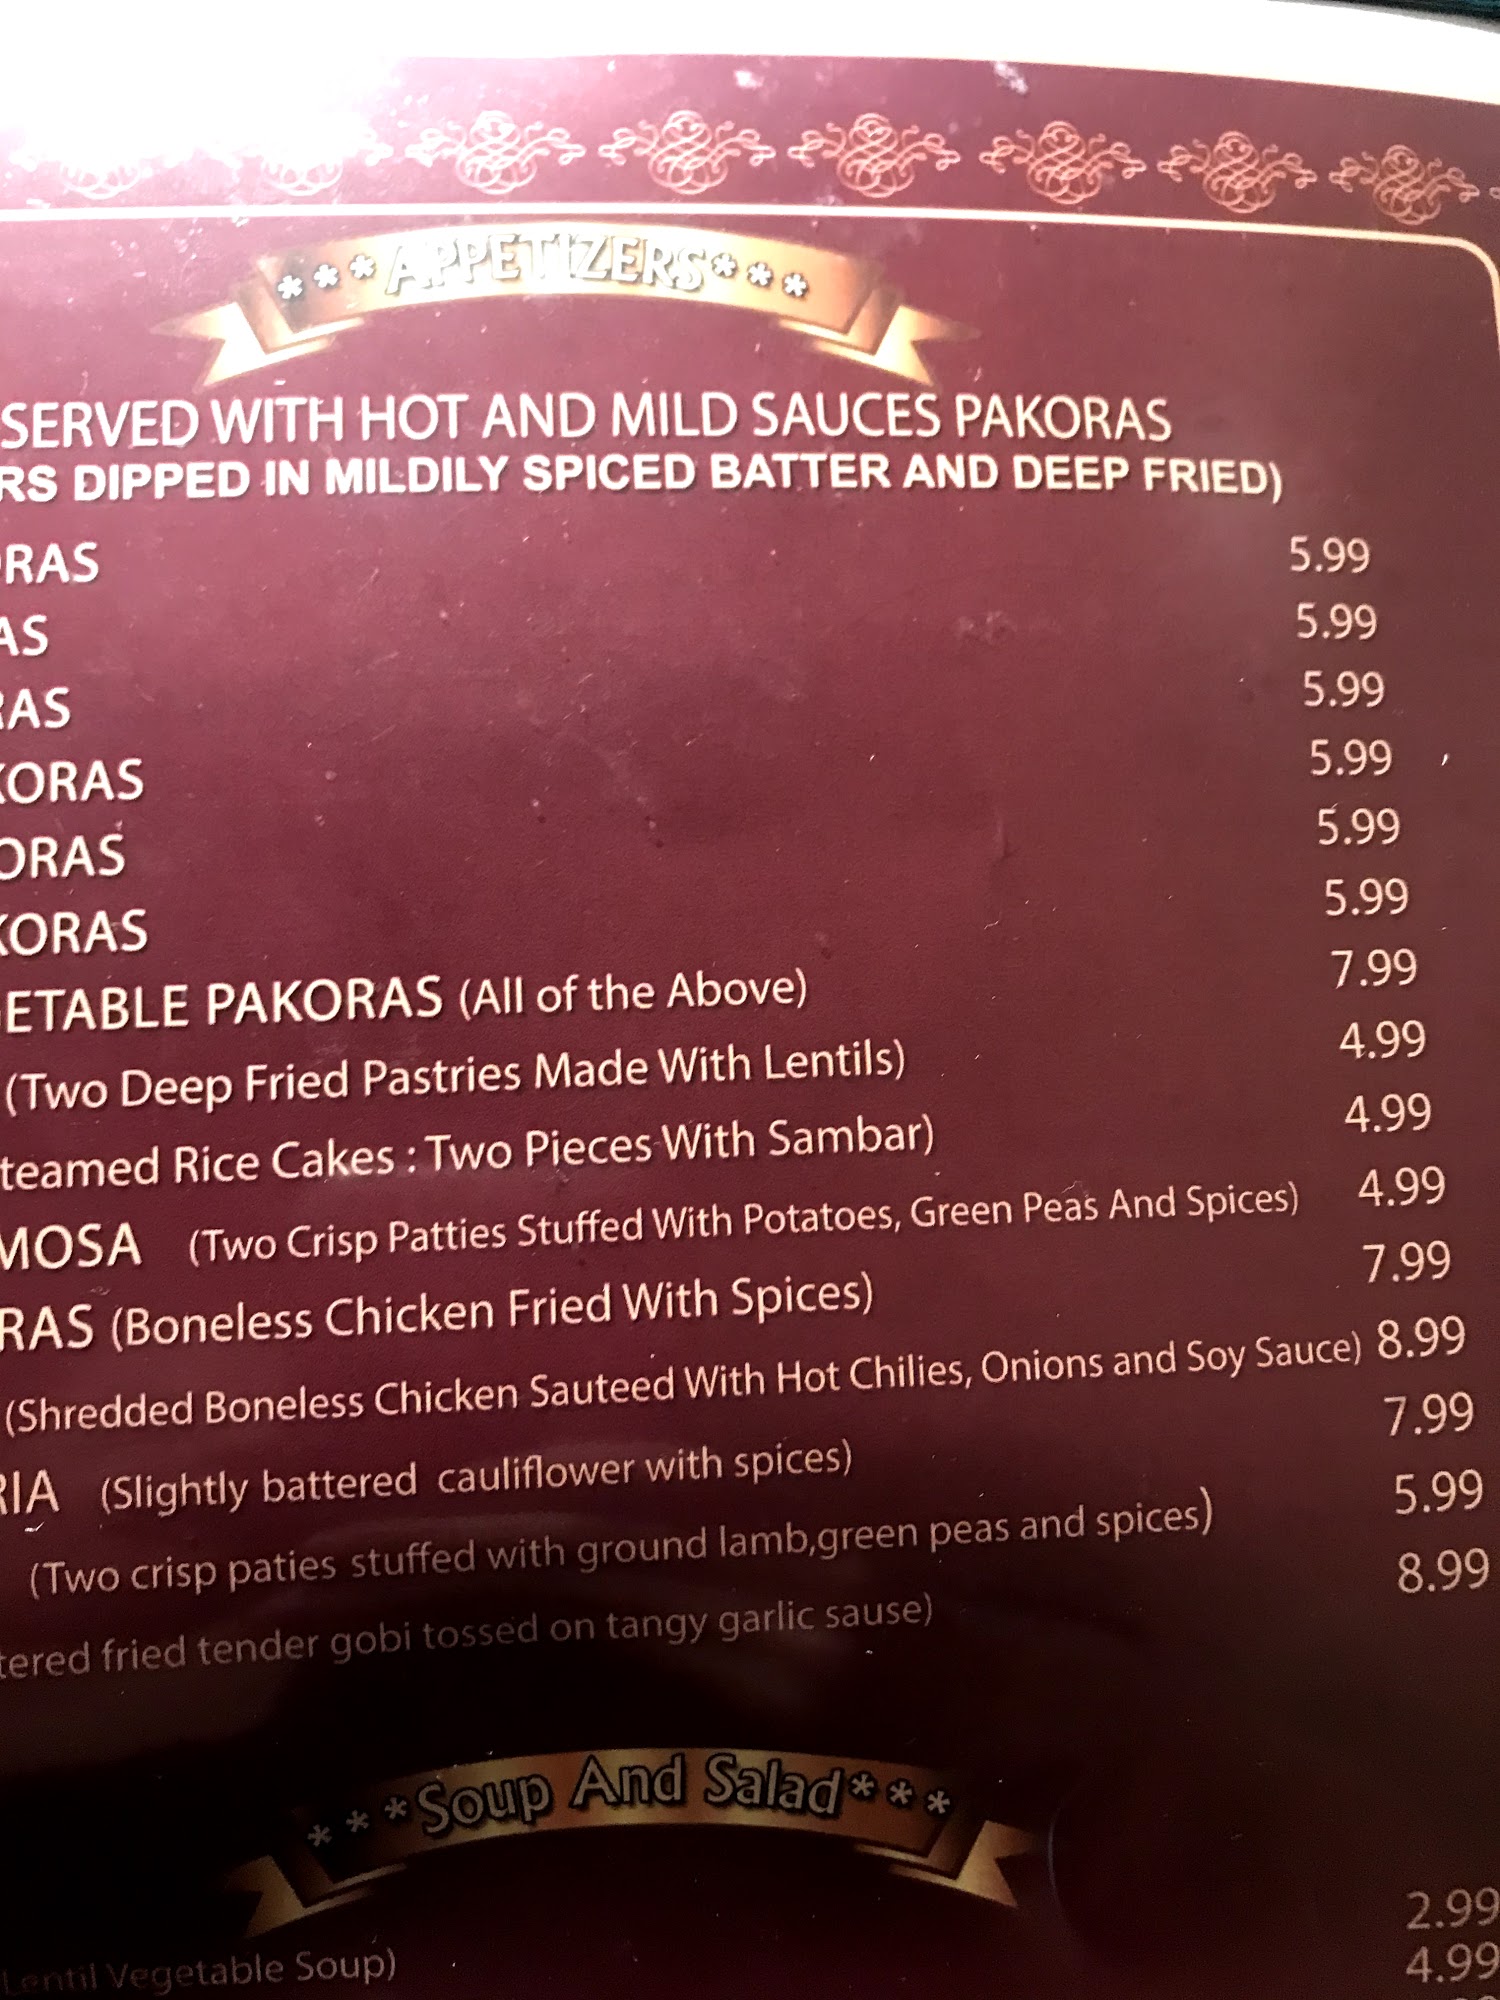 ***APPETIZERS***
SERVED WITH HOT AND MILD SAUCES PAKORAS
RS DIPPED IN MILDILY SPICED BATTER AND DEEP FRIED)
ORAS 5.99
AS 5.99
RAS 5.99
KORAS 5.99
ORAS 5.99
KORAS 5.99
GETABLE PAKORAS (All of the Above) 7.99
(Two Deep Fried Pastries Made With Lentils) 4.99
teamed Rice Cakes : Two Pieces With Sambar) 4.99
MOSA (Two Crisp Patties Stuffed With Potatoes, Green Peas And Spices) 4.99
RAS (Boneless Chicken Fried With Spices) 7.99
(Shredded Boneless Chicken Sauteed With Hot Chilies, Onions and Soy Sauce) 8.99
RIA (Slightly battered cauliflower with spices) 7.99
(Two crisp paties stuffed with ground lamb,green peas and spices) 5.99
tered fried tender gobi tossed on tangy garlic sause) 8.99
***Soup And Salad***
2.99
Lentil Vegetable Soup) 4.99